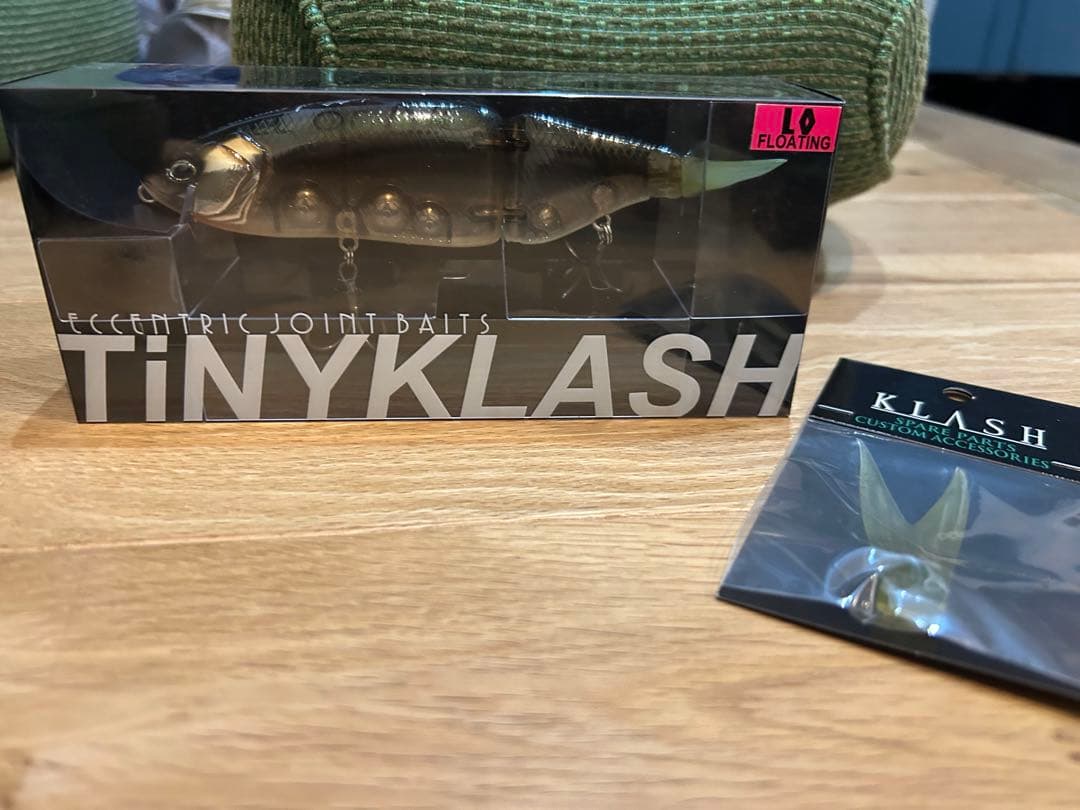 LO
FLOATING
ECCENTRIC JOINT BAITS
TiNYKLASH
KLASH
SPARE PARTS
CUSTOM ACCESSORIES